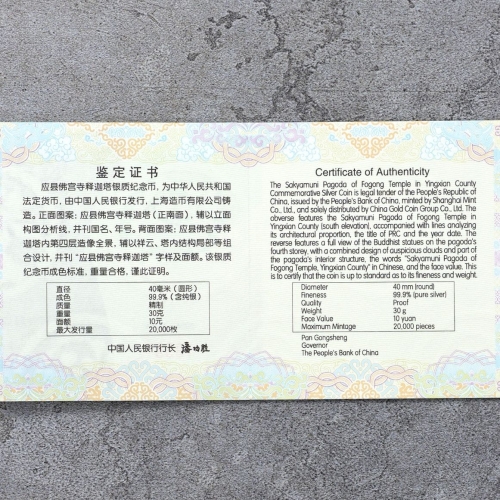 鉴定证书
应县佛宫寺释迦塔银质纪念币,为中华人民共和国
法定货币,由中国人民银行发行,上海造币有限公司铸
造。正面图案:应县佛宫寺释迦塔(正南面),辅以立面
构图分析线,并刊国名、年号。背面图案:应县佛宫寺释
迦塔内第四层造像全景,辅以祥云、塔内结构局部等组
合设计,并刊“应县佛宫寺释迦塔”字样及面额。该银质
纪念币成色标准,重量合格,谨此证明。
直径 40毫米(圆形)
成色 99.9%(含纯银)
质量 精制
重量 30克
面额 10元
最大发行量 20,000枚
中国人民银行行长 潘功胜
Certificate of Authenticity
The Sakyamuni Pagoda of Fogong Temple in Yingxian County
Commemorative Silver Coin is legal tender of the People's Republic of
China, issued by the People's Bank of China, minted by Shanghai Mint
Co., Ltd., and solely distributed by China Gold Coin Group Co., Ltd. The
obverse features the Sakyamuni Pagoda of Fogong Temple in
Yingxian County (south elevation), accompanied with lines analyzing
its architectural proportion, the title of PRC and the year date. The
reverse features a full view of the Buddhist statues on the pagoda's
fourth storey, with a combined design of auspicious clouds and part of
the pagoda's interior structure, the words "Sakyamuni Pagoda of
Fogong Temple, Yingxian County" in Chinese, and the face value. This
is to certify that the coin is up to standards as to its fineness and weight.
Diameter 40 mm (round)
Fineness 99.9% (pure silver)
Quality Proof
Weight 30 g
Face Value 10 yuan
Maximum Mintage 20,000 pieces
Pan Gongsheng
Governor
The People's Bank of China